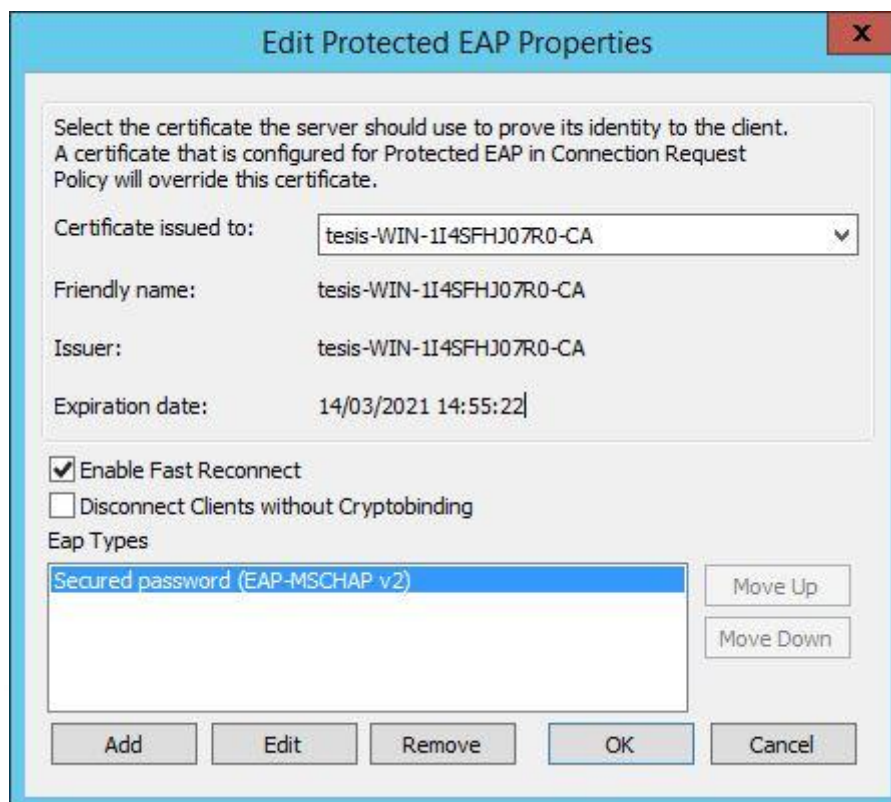 Edit Protected EAP Properties
X
Select the certificate the server should use to prove its identity to the client.
A certificate that is configured for Protected EAP in Connection Request
Policy will override this certificate.
Certificate issued to: tesis-WIN-1I4SFHJ07R0-CA
Friendly name: tesis-WIN-1I4SFHJ07R0-CA
Issuer: tesis-WIN-1I4SFHJ07R0-CA
Expiration date: 14/03/2021 14:55:22
Enable Fast Reconnect
Disconnect Clients without Cryptobinding
Eap Types
Secured password (EAP-MSCHAP v2)
Move Up
Move Down
Add Edit Remove OK Cancel